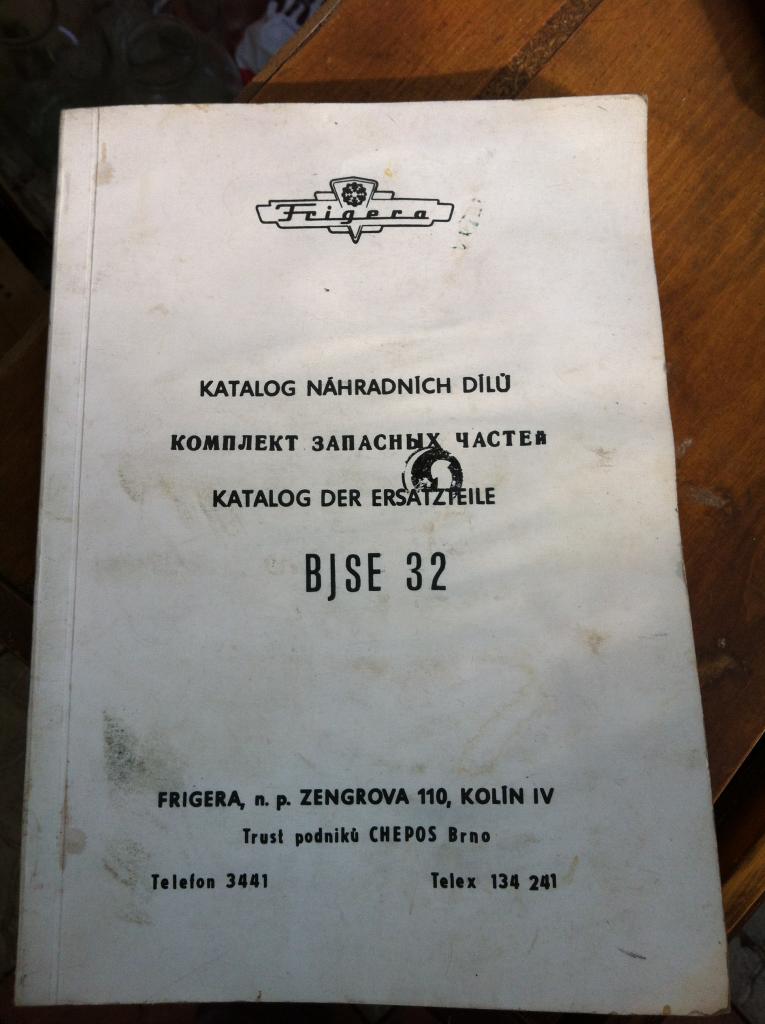 Frigera
KATALOG NÁHRADNÍCH DÍLŮ
КОМПЛЕКТ ЗАПАСНЫХ ЧАСТЕЙ
KATALOG DER ERSATZTEILE
BJSE 32
FRIGERA, n. p. ZENGROVA 110, KOLÍN IV
Trust podniků CHEPOS Brno
Telefon 3441 Telex 134 241